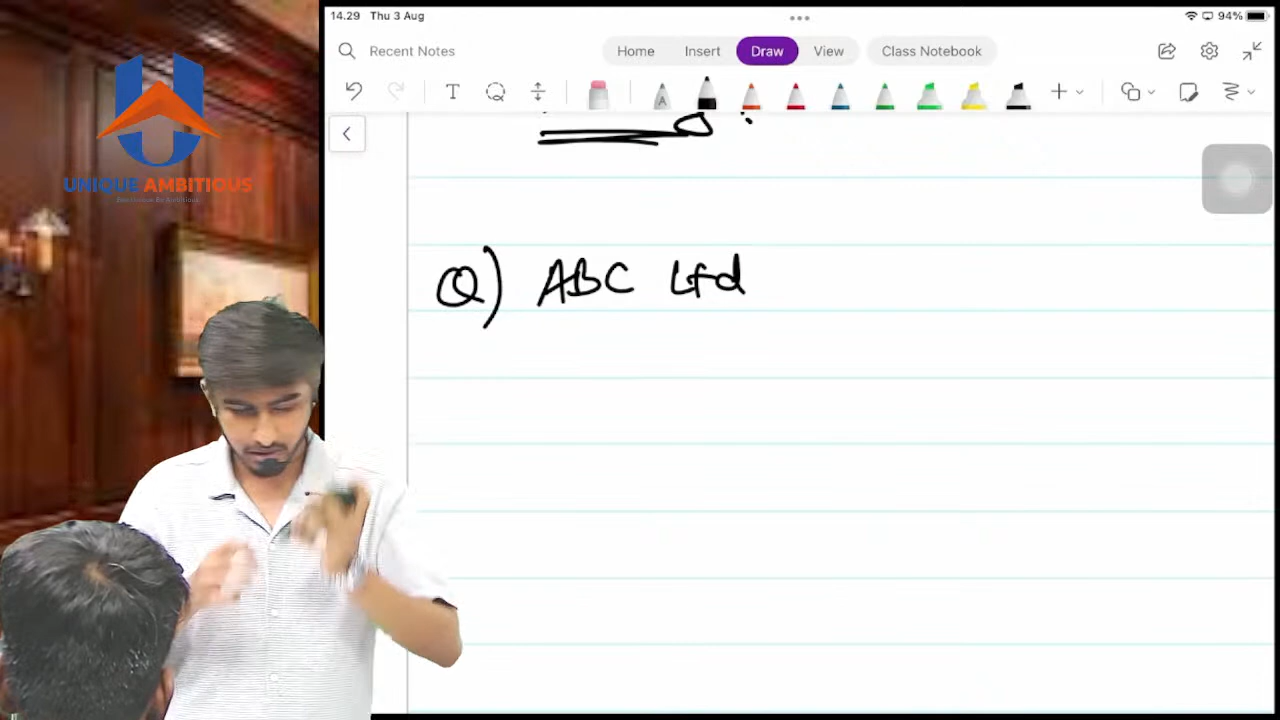 14.29 Thu 3 Aug
94%
Recent Notes
Home Insert Draw View Class Notebook
T
A
UNIQUE AMBITIOUS
Q) ABC Ltd